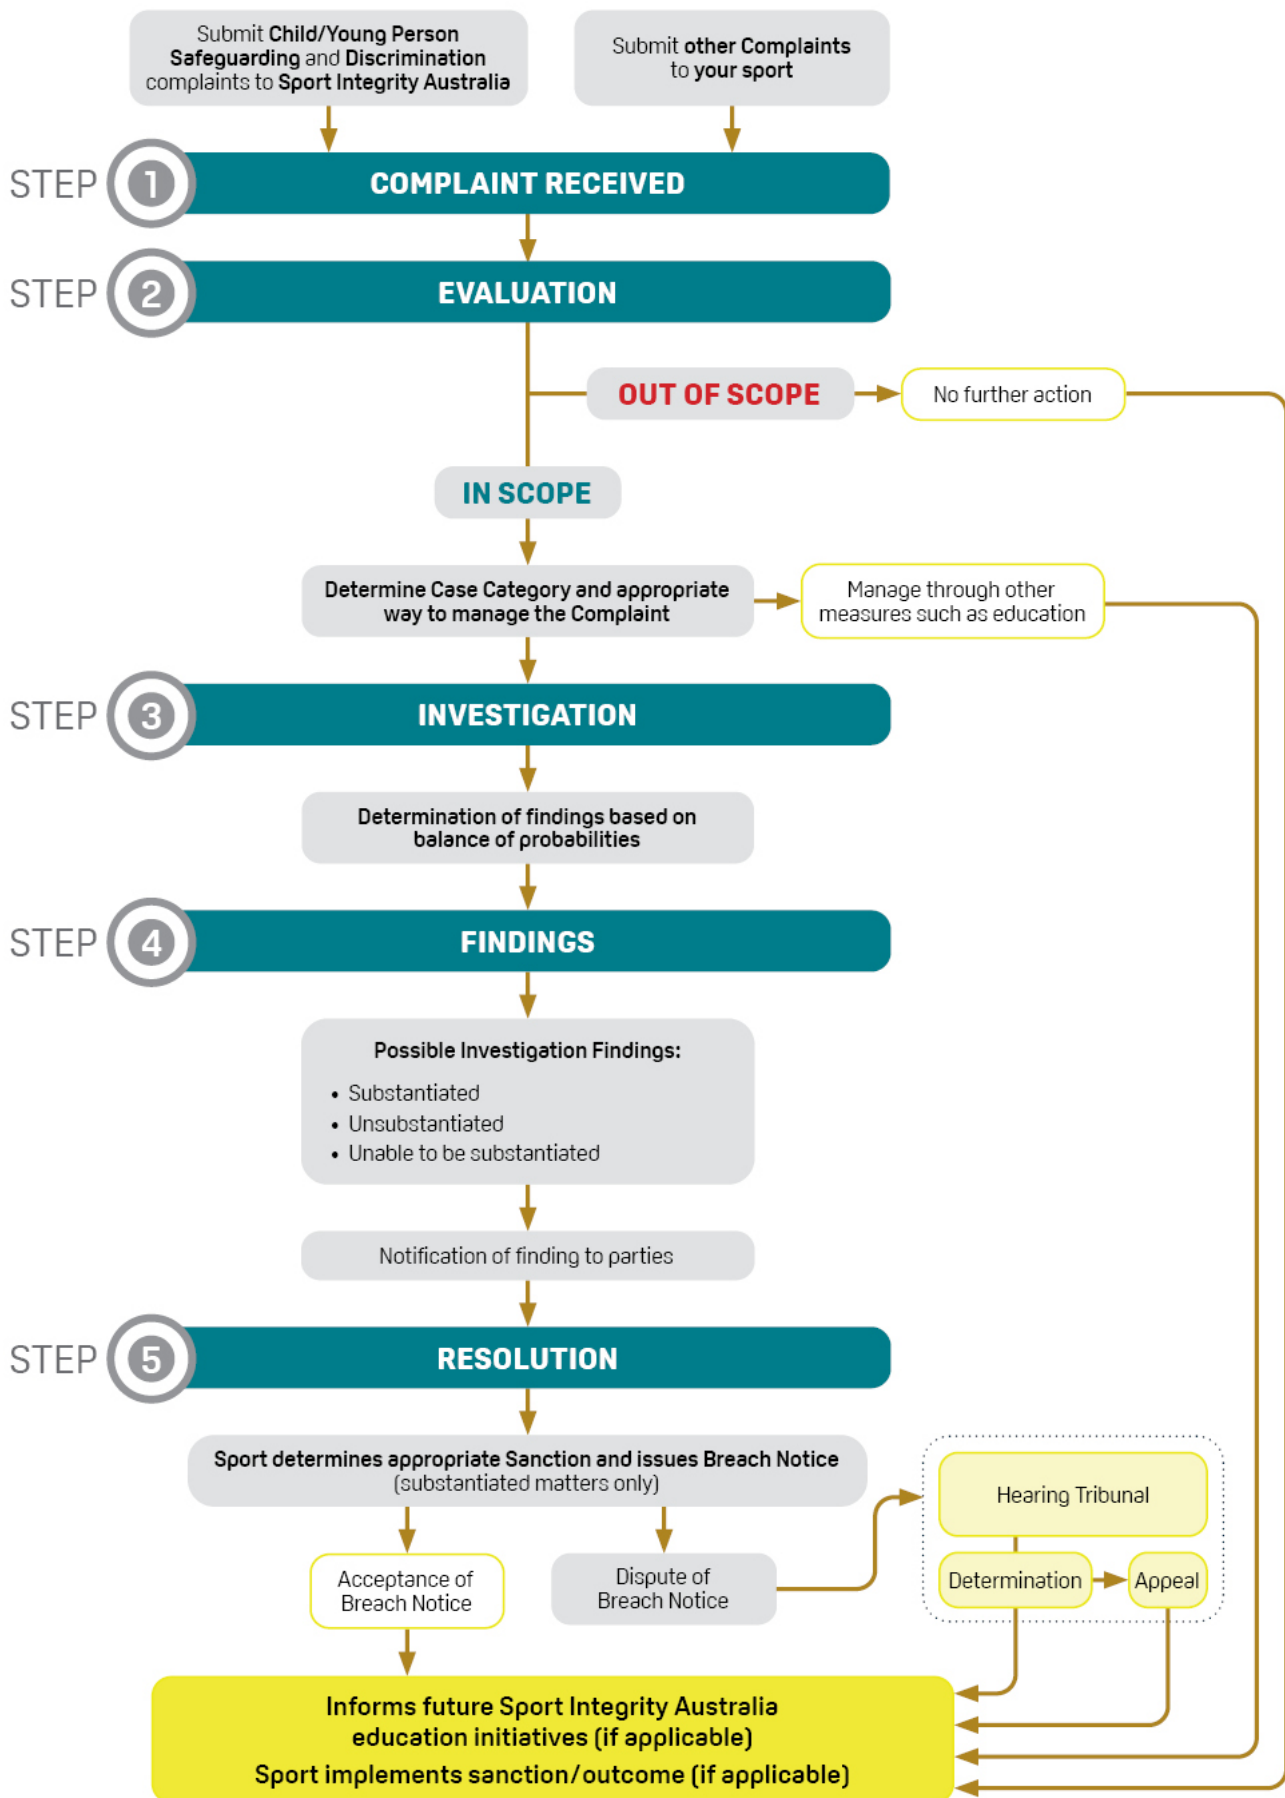 Submit Child/Young Person
Safeguarding and Discrimination
complaints to Sport Integrity Australia
Submit other Complaints
to your sport
STEP 1 COMPLAINT RECEIVED
STEP 2 EVALUATION
OUT OF SCOPE
No further action
IN SCOPE
Determine Case Category and appropriate
way to manage the Complaint
Manage through other
measures such as education
STEP 3 INVESTIGATION
Determination of findings based on
balance of probabilities
STEP 4 FINDINGS
Possible Investigation Findings:
• Substantiated
• Unsubstantiated
• Unable to be substantiated
Notification of finding to parties
STEP 5 RESOLUTION
Sport determines appropriate Sanction and issues Breach Notice
(substantiated matters only)
Hearing Tribunal
Determination
Appeal
Acceptance of
Breach Notice
Dispute of
Breach Notice
Informs future Sport Integrity Australia
education initiatives (if applicable)
Sport implements sanction/outcome (if applicable)